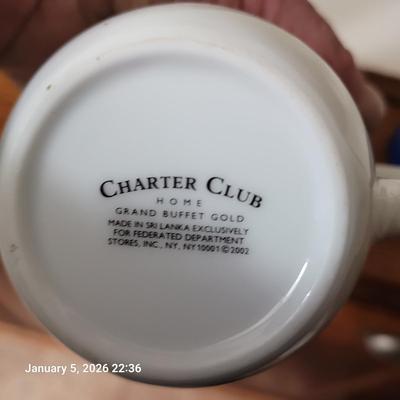 CHARTER CLUB
HOME
GRAND BUFFET GOLD
MADE IN SRI LANKA EXCLUSIVELY
FOR FEDERATED DEPARTMENT
STORES, INC., NY, NY 10001 ©2002
January 5, 2026 22:36